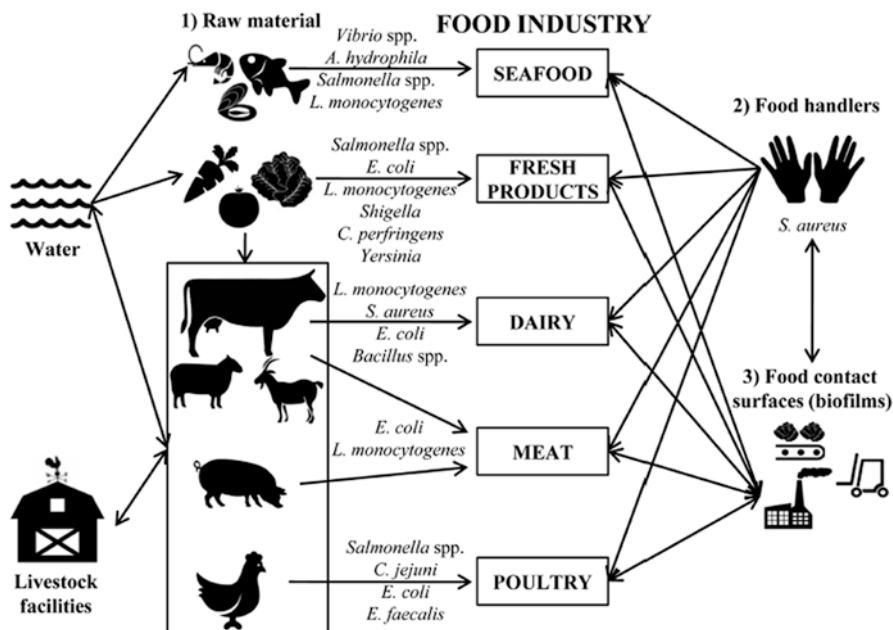 1) Raw material
FOOD INDUSTRY
Vibrio spp.
A. hydrophila
Salmonella spp.
L. monocytogenes
SEAFOOD
2) Food handlers
Salmonella spp.
E. coli
L. monocytogenes
Shigella
C. perfringens
Yersinia
FRESH
PRODUCTS
S. aureus
Water
L. monocytogenes
S. aureus
E. coli
Bacillus spp.
DAIRY
3) Food contact
surfaces (biofilms)
E. coli
L. monocytogenes
MEAT
Livestock
facilities
Salmonella spp.
C. jejuni
E. coli
E. faecalis
POULTRY